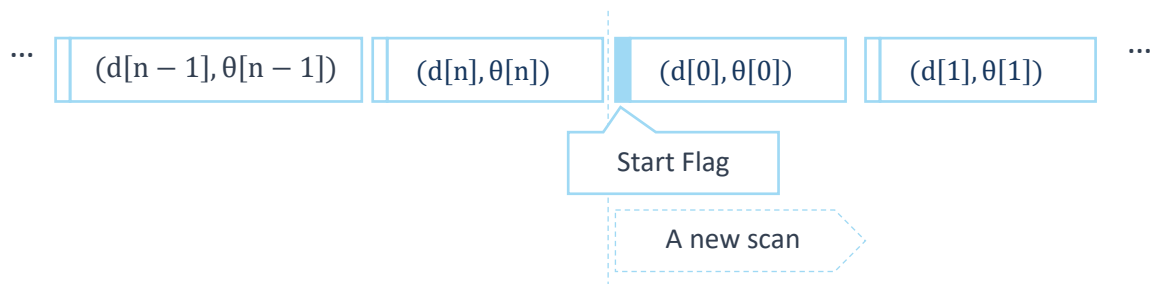 ... (d[n − 1], θ[n − 1]) (d[n], θ[n]) (d[0], θ[0]) (d[1], θ[1]) ...
Start Flag
A new scan